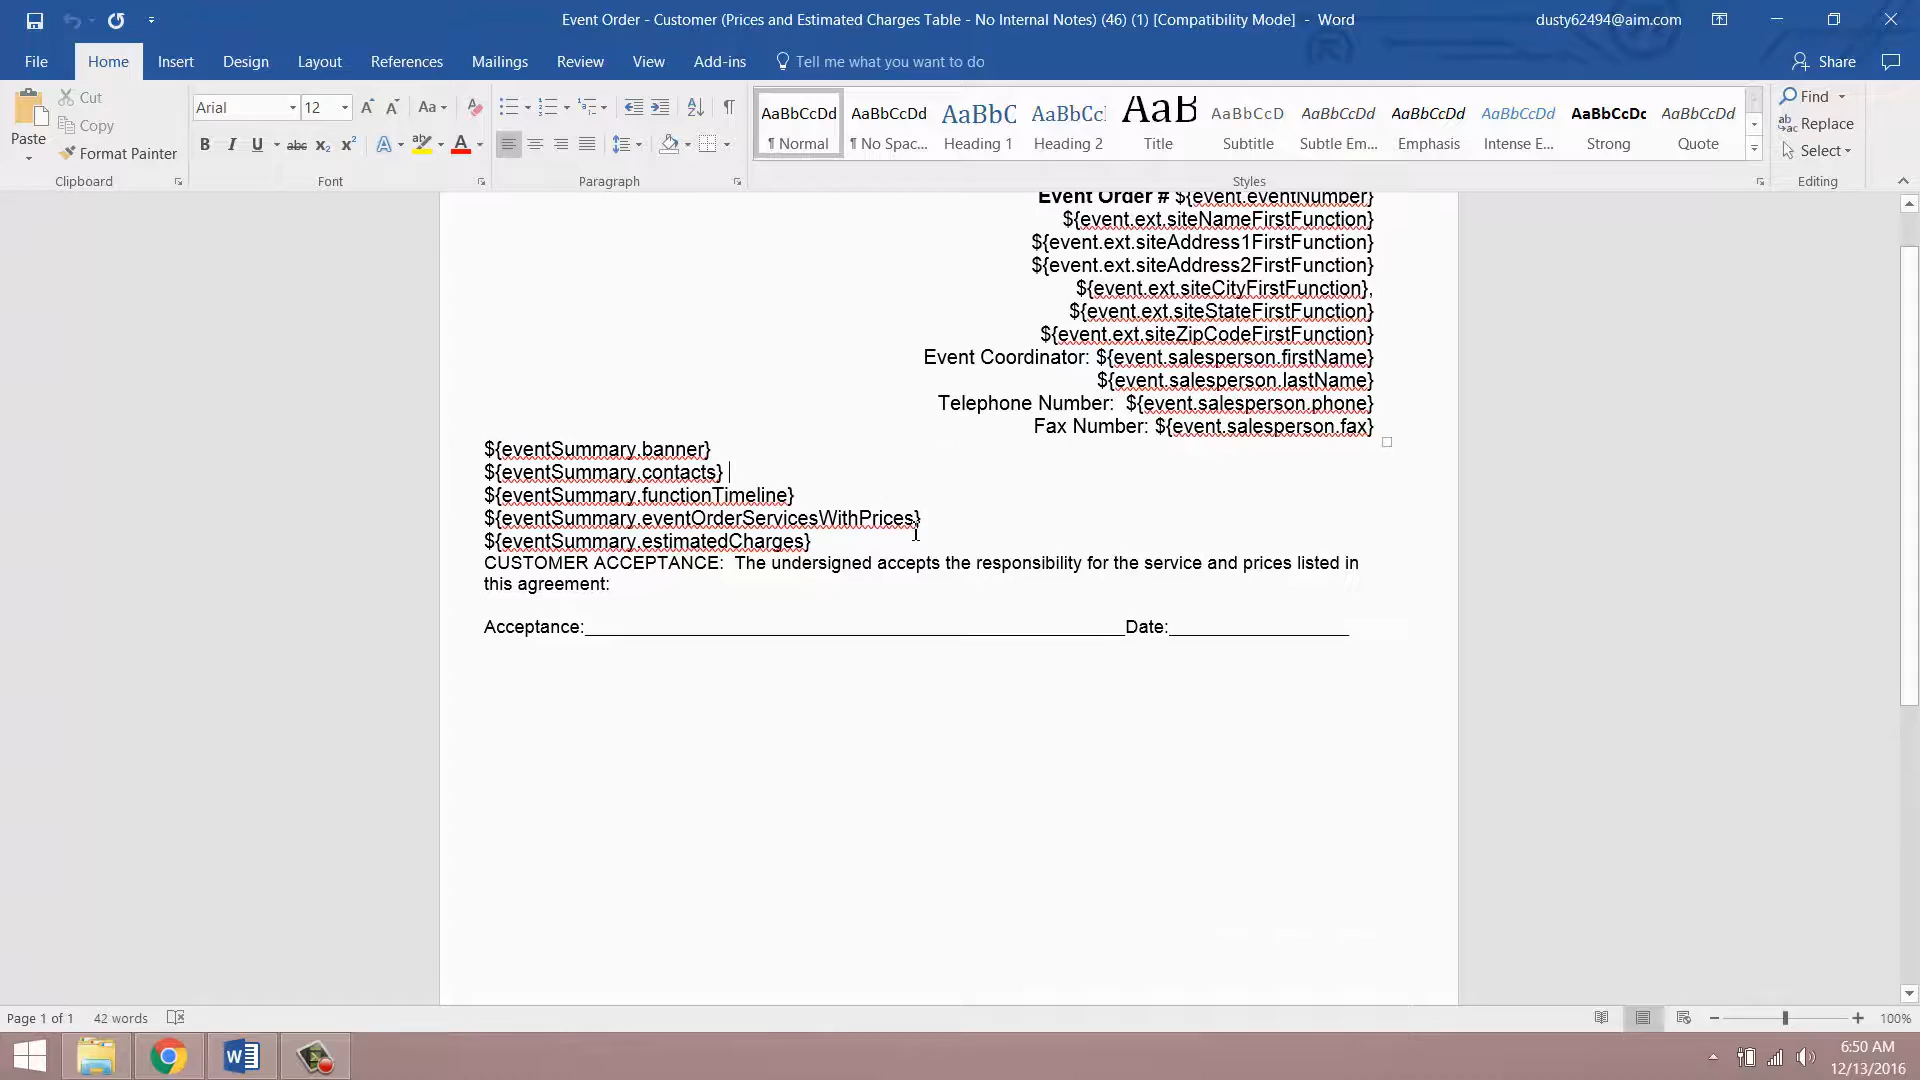 Event Order - Customer (Prices and Estimated Charges Table - No Internal Notes) (46) (1) [Compatibility Mode] - Word
dusty62494@aim.com
File
Home
Insert
Design
Layout
References
Mailings
Review
View
Add-ins
Tell me what you want to do
Share
Paste
Cut
Copy
Format Painter
Clipboard
Arial
12
Aa
B I U abc x₂ x² A A
Font
Paragraph
AaBbCcDd
¶ Normal
AaBbCcDd
¶ No Spac...
AaBbC
Heading 1
AaBbCc
Heading 2
AaB
Title
AaBbCcD
Subtitle
AaBbCcDd
Subtle Em...
AaBbCcDd
Emphasis
AaBbCcDd
Intense E...
AaBbCcDc
Strong
AaBbCcDd
Quote
Styles
Find
Replace
Select
Editing
Event Order # ${event.eventNumber}
${event.ext.siteNameFirstFunction}
${event.ext.siteAddress1FirstFunction}
${event.ext.siteAddress2FirstFunction}
${event.ext.siteCityFirstFunction},
${event.ext.siteStateFirstFunction}
${event.ext.siteZipCodeFirstFunction}
Event Coordinator: ${event.salesperson.firstName}
${event.salesperson.lastName}
Telephone Number:  ${event.salesperson.phone}
Fax Number: ${event.salesperson.fax}
${eventSummary.banner}
${eventSummary.contacts}
${eventSummary.functionTimeline}
${eventSummary.eventOrderServicesWithPrices}
${eventSummary.estimatedCharges}
CUSTOMER ACCEPTANCE:  The undersigned accepts the responsibility for the service and prices listed in
this agreement:
Acceptance:______________________________________________________Date:__________________
Page 1 of 1
42 words
100%
6:50 AM
12/13/2016